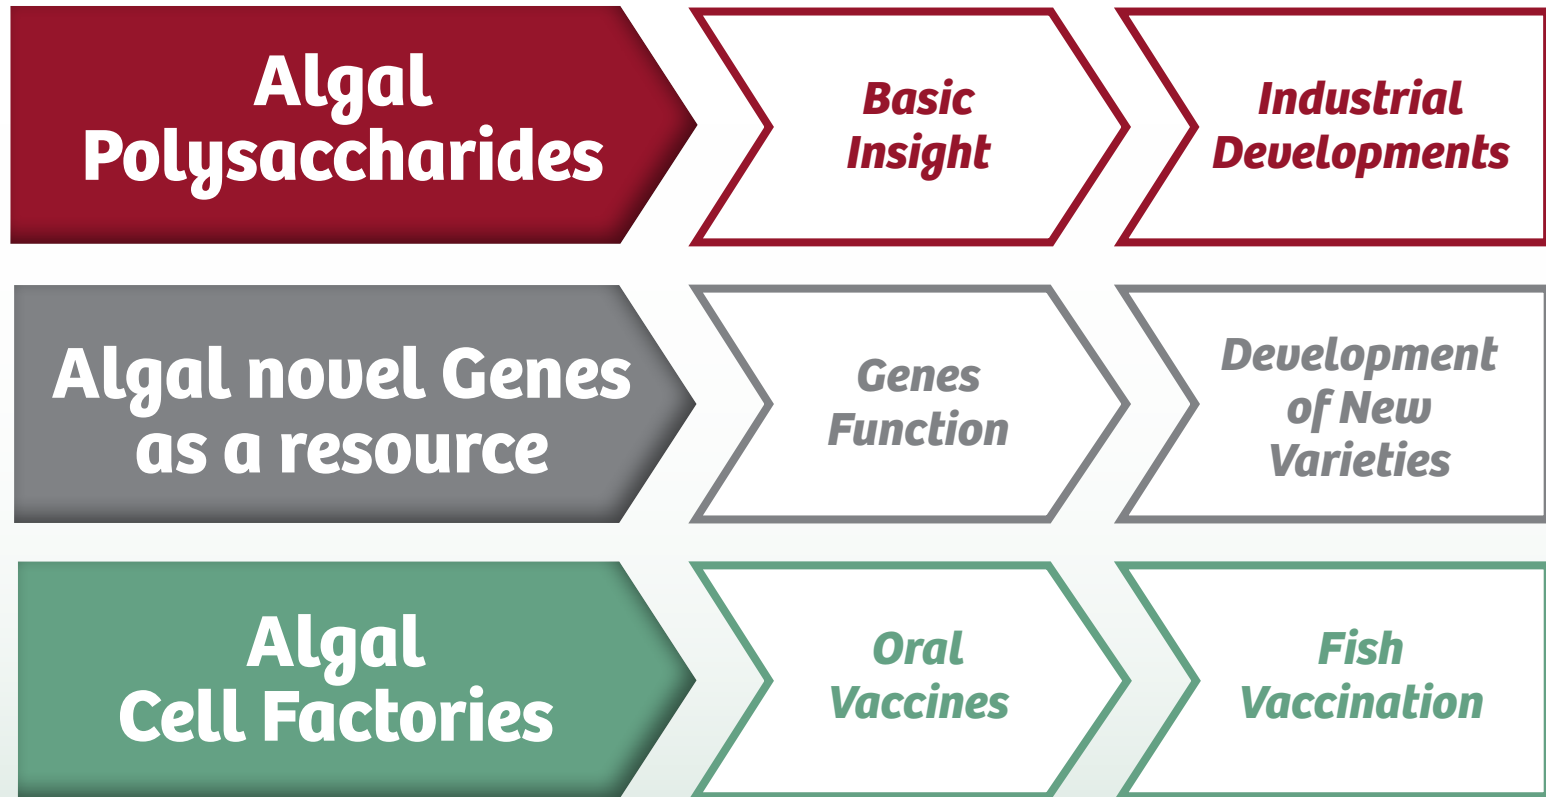 Algal
Polysaccharides
Basic
Insight
Industrial
Developments
Algal novel Genes
as a resource
Genes
Function
Development
of New
Varieties
Algal
Cell Factories
Oral
Vaccines
Fish
Vaccination